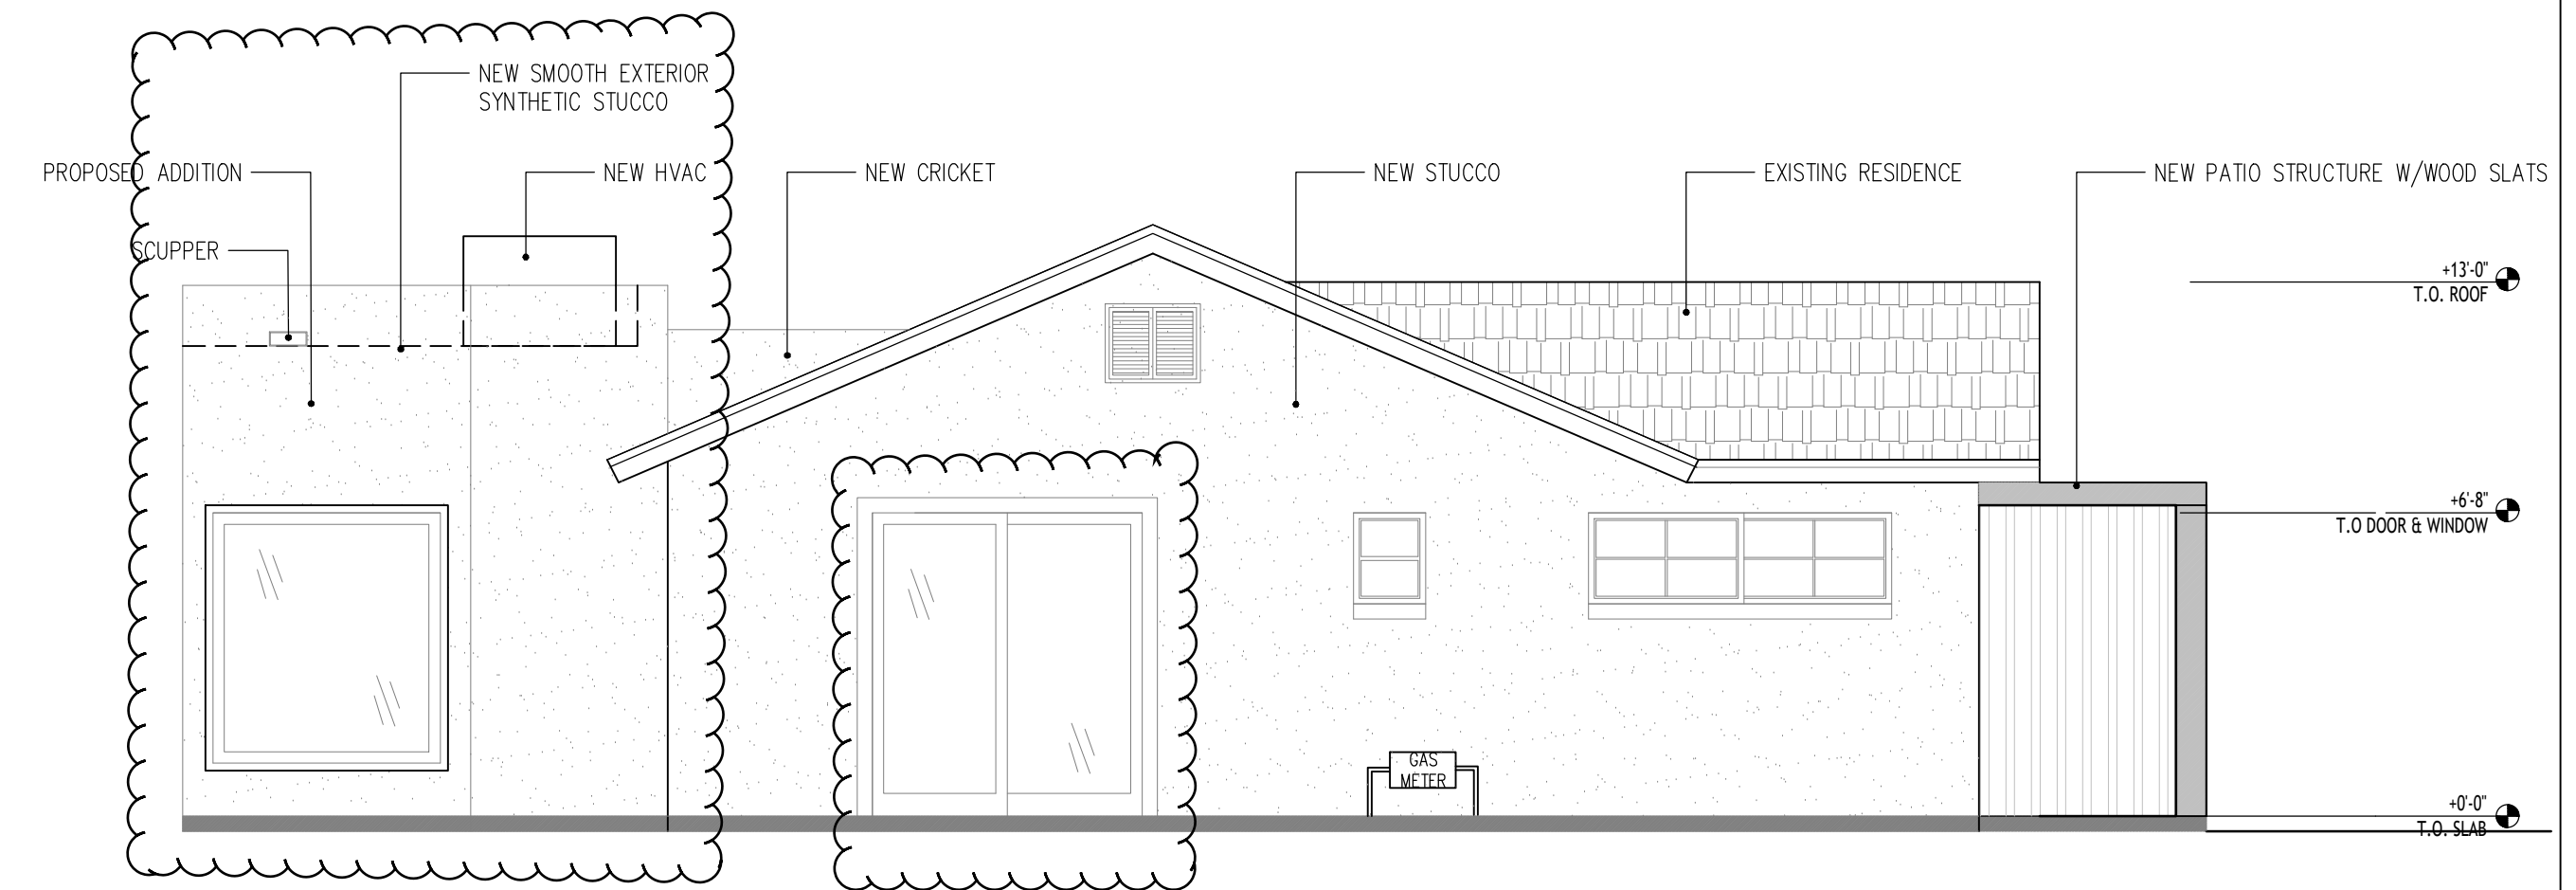 NEW SMOOTH EXTERIOR
SYNTHETIC STUCCO
PROPOSED ADDITION
NEW HVAC
NEW CRICKET
NEW STUCCO
EXISTING RESIDENCE
NEW PATIO STRUCTURE W/WOOD SLATS
SCUPPER
+13'-0"
T.O. ROOF
+6'-8"
T.O DOOR & WINDOW
GAS
METER
+0'-0"
T.O. SLAB